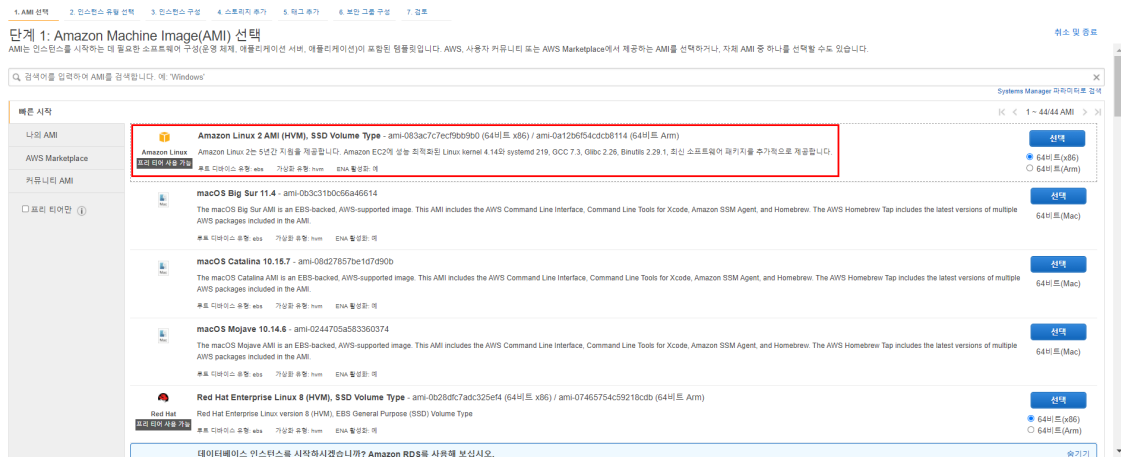 1. AMI 선택 2. 인스턴스 유형 선택 3. 인스턴스 구성 4. 스토리지 추가 5. 태그 추가 6. 보안 그룹 구성 7. 검토
단계 1: Amazon Machine Image(AMI) 선택
취소 및 종료
AMI는 인스턴스를 시작하는 데 필요한 소프트웨어 구성(운영 체제, 애플리케이션 서버, 애플리케이션)이 포함된 템플릿입니다. AWS, 사용자 커뮤니티 또는 AWS Marketplace에서 제공하는 AMI를 선택하거나, 자체 AMI 중 하나를 선택할 수도 있습니다.
검색어를 입력하여 AMI를 검색합니다. 예: 'Windows'
Systems Manager 파라미터로 검색
빠른 시작
1 ~ 44/44 AMI
나의 AMI
AWS Marketplace
커뮤니티 AMI
프리 티어만
Amazon Linux
프리 티어 사용 가능
Amazon Linux 2 AMI (HVM), SSD Volume Type - ami-083ac7c7ecf9bb9b0 (64비트 x86) / ami-0a12b6f54cdcb8114 (64비트 Arm)
Amazon Linux 2는 5년간 지원을 제공합니다. Amazon EC2에 성능 최적화된 Linux kernel 4.14와 systemd 219, GCC 7.3, Glibc 2.26, Binutils 2.29.1, 최신 소프트웨어 패키지를 추가적으로 제공합니다.
루트 디바이스 유형: ebs 가상화 유형: hvm ENA 활성화: 예
선택
64비트(x86)
64비트(Arm)
Mac
macOS Big Sur 11.4 - ami-0b3c31b0c66a46614
The macOS Big Sur AMI is an EBS-backed, AWS-supported image. This AMI includes the AWS Command Line Interface, Command Line Tools for Xcode, Amazon SSM Agent, and Homebrew. The AWS Homebrew Tap includes the latest versions of multiple
AWS packages included in the AMI.
루트 디바이스 유형: ebs 가상화 유형: hvm ENA 활성화: 예
선택
64비트(Mac)
Mac
macOS Catalina 10.15.7 - ami-08d27857be1d7d90b
The macOS Catalina AMI is an EBS-backed, AWS-supported image. This AMI includes the AWS Command Line Interface, Command Line Tools for Xcode, Amazon SSM Agent, and Homebrew. The AWS Homebrew Tap includes the latest versions of multiple
AWS packages included in the AMI.
루트 디바이스 유형: ebs 가상화 유형: hvm ENA 활성화: 예
선택
64비트(Mac)
Mac
macOS Mojave 10.14.6 - ami-0244705a583360374
The macOS Mojave AMI is an EBS-backed, AWS-supported image. This AMI includes the AWS Command Line Interface, Command Line Tools for Xcode, Amazon SSM Agent, and Homebrew. The AWS Homebrew Tap includes the latest versions of multiple
AWS packages included in the AMI.
루트 디바이스 유형: ebs 가상화 유형: hvm ENA 활성화: 예
선택
64비트(Mac)
Red Hat
프리 티어 사용 가능
Red Hat Enterprise Linux 8 (HVM), SSD Volume Type - ami-0b28dfc7adc325ef4 (64비트 x86) / ami-07465754c59218cdb (64비트 Arm)
Red Hat Enterprise Linux version 8 (HVM), EBS General Purpose (SSD) Volume Type
루트 디바이스 유형: ebs 가상화 유형: hvm ENA 활성화: 예
선택
64비트(x86)
64비트(Arm)
데이터베이스 인스턴스를 시작하시겠습니까? Amazon RDS를 사용해 보십시오.
숨기기